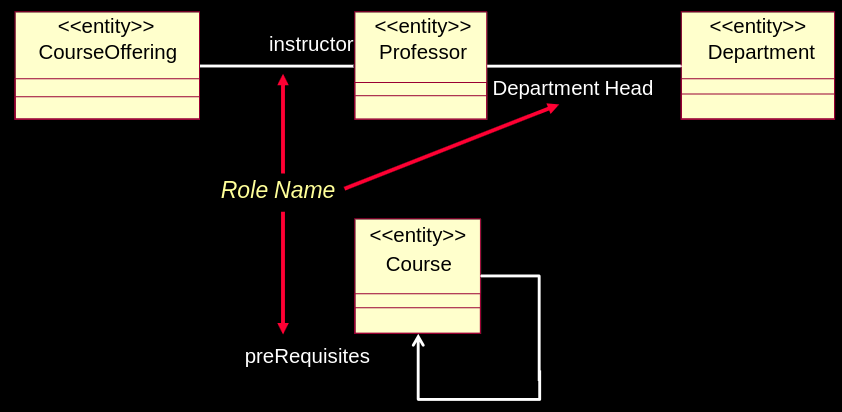 <<entity>>
CourseOffering
instructor
<<entity>>
Professor
<<entity>>
Department
Department Head
Role Name
<<entity>>
Course
preRequisites